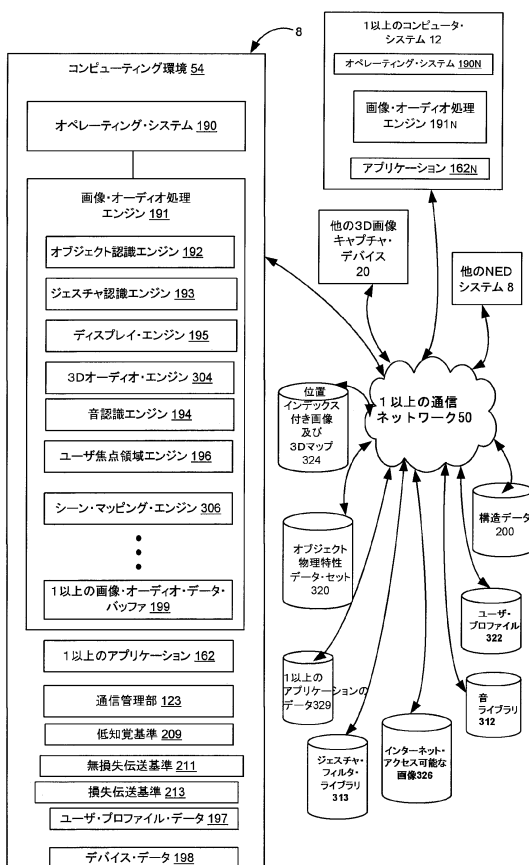 8
コンピューティング環境 54
オペレーティング・システム 190
画像・オーディオ処理
エンジン 191
オブジェクト認識エンジン 192
ジェスチャ認識エンジン 193
ディスプレイ・エンジン 195
3Dオーディオ・エンジン 304
音認識エンジン 194
ユーザ焦点領域エンジン 196
シーン・マッピング・エンジン 306
1以上の画像・オーディオ・データ・
バッファ 199
1以上のアプリケーション 162
通信管理部 123
低知覚基準 209
無損失伝送基準 211
損失伝送基準 213
ユーザ・プロファイル・データ 197
デバイス・データ 198
1以上のコンピュータ・
システム 12
オペレーティング・システム 190N
画像・オーディオ処理
エンジン 191N
アプリケーション 162N
他の3D画像
キャプチャ・
デバイス
20
他のNED
システム 8
1以上の通信
ネットワーク50
位置
インデックス
付き画像
及び
3Dマップ
324
オブジェクト
物理特性
データ・セット
320
1以上の
アプリケーションの
データ329
ジェスチャ・
フィルタ・
ライブラリ
313
インターネット・
アクセス可能な
画像326
音
ライブラリ
312
ユーザ・
プロファイル
322
構造データ
200